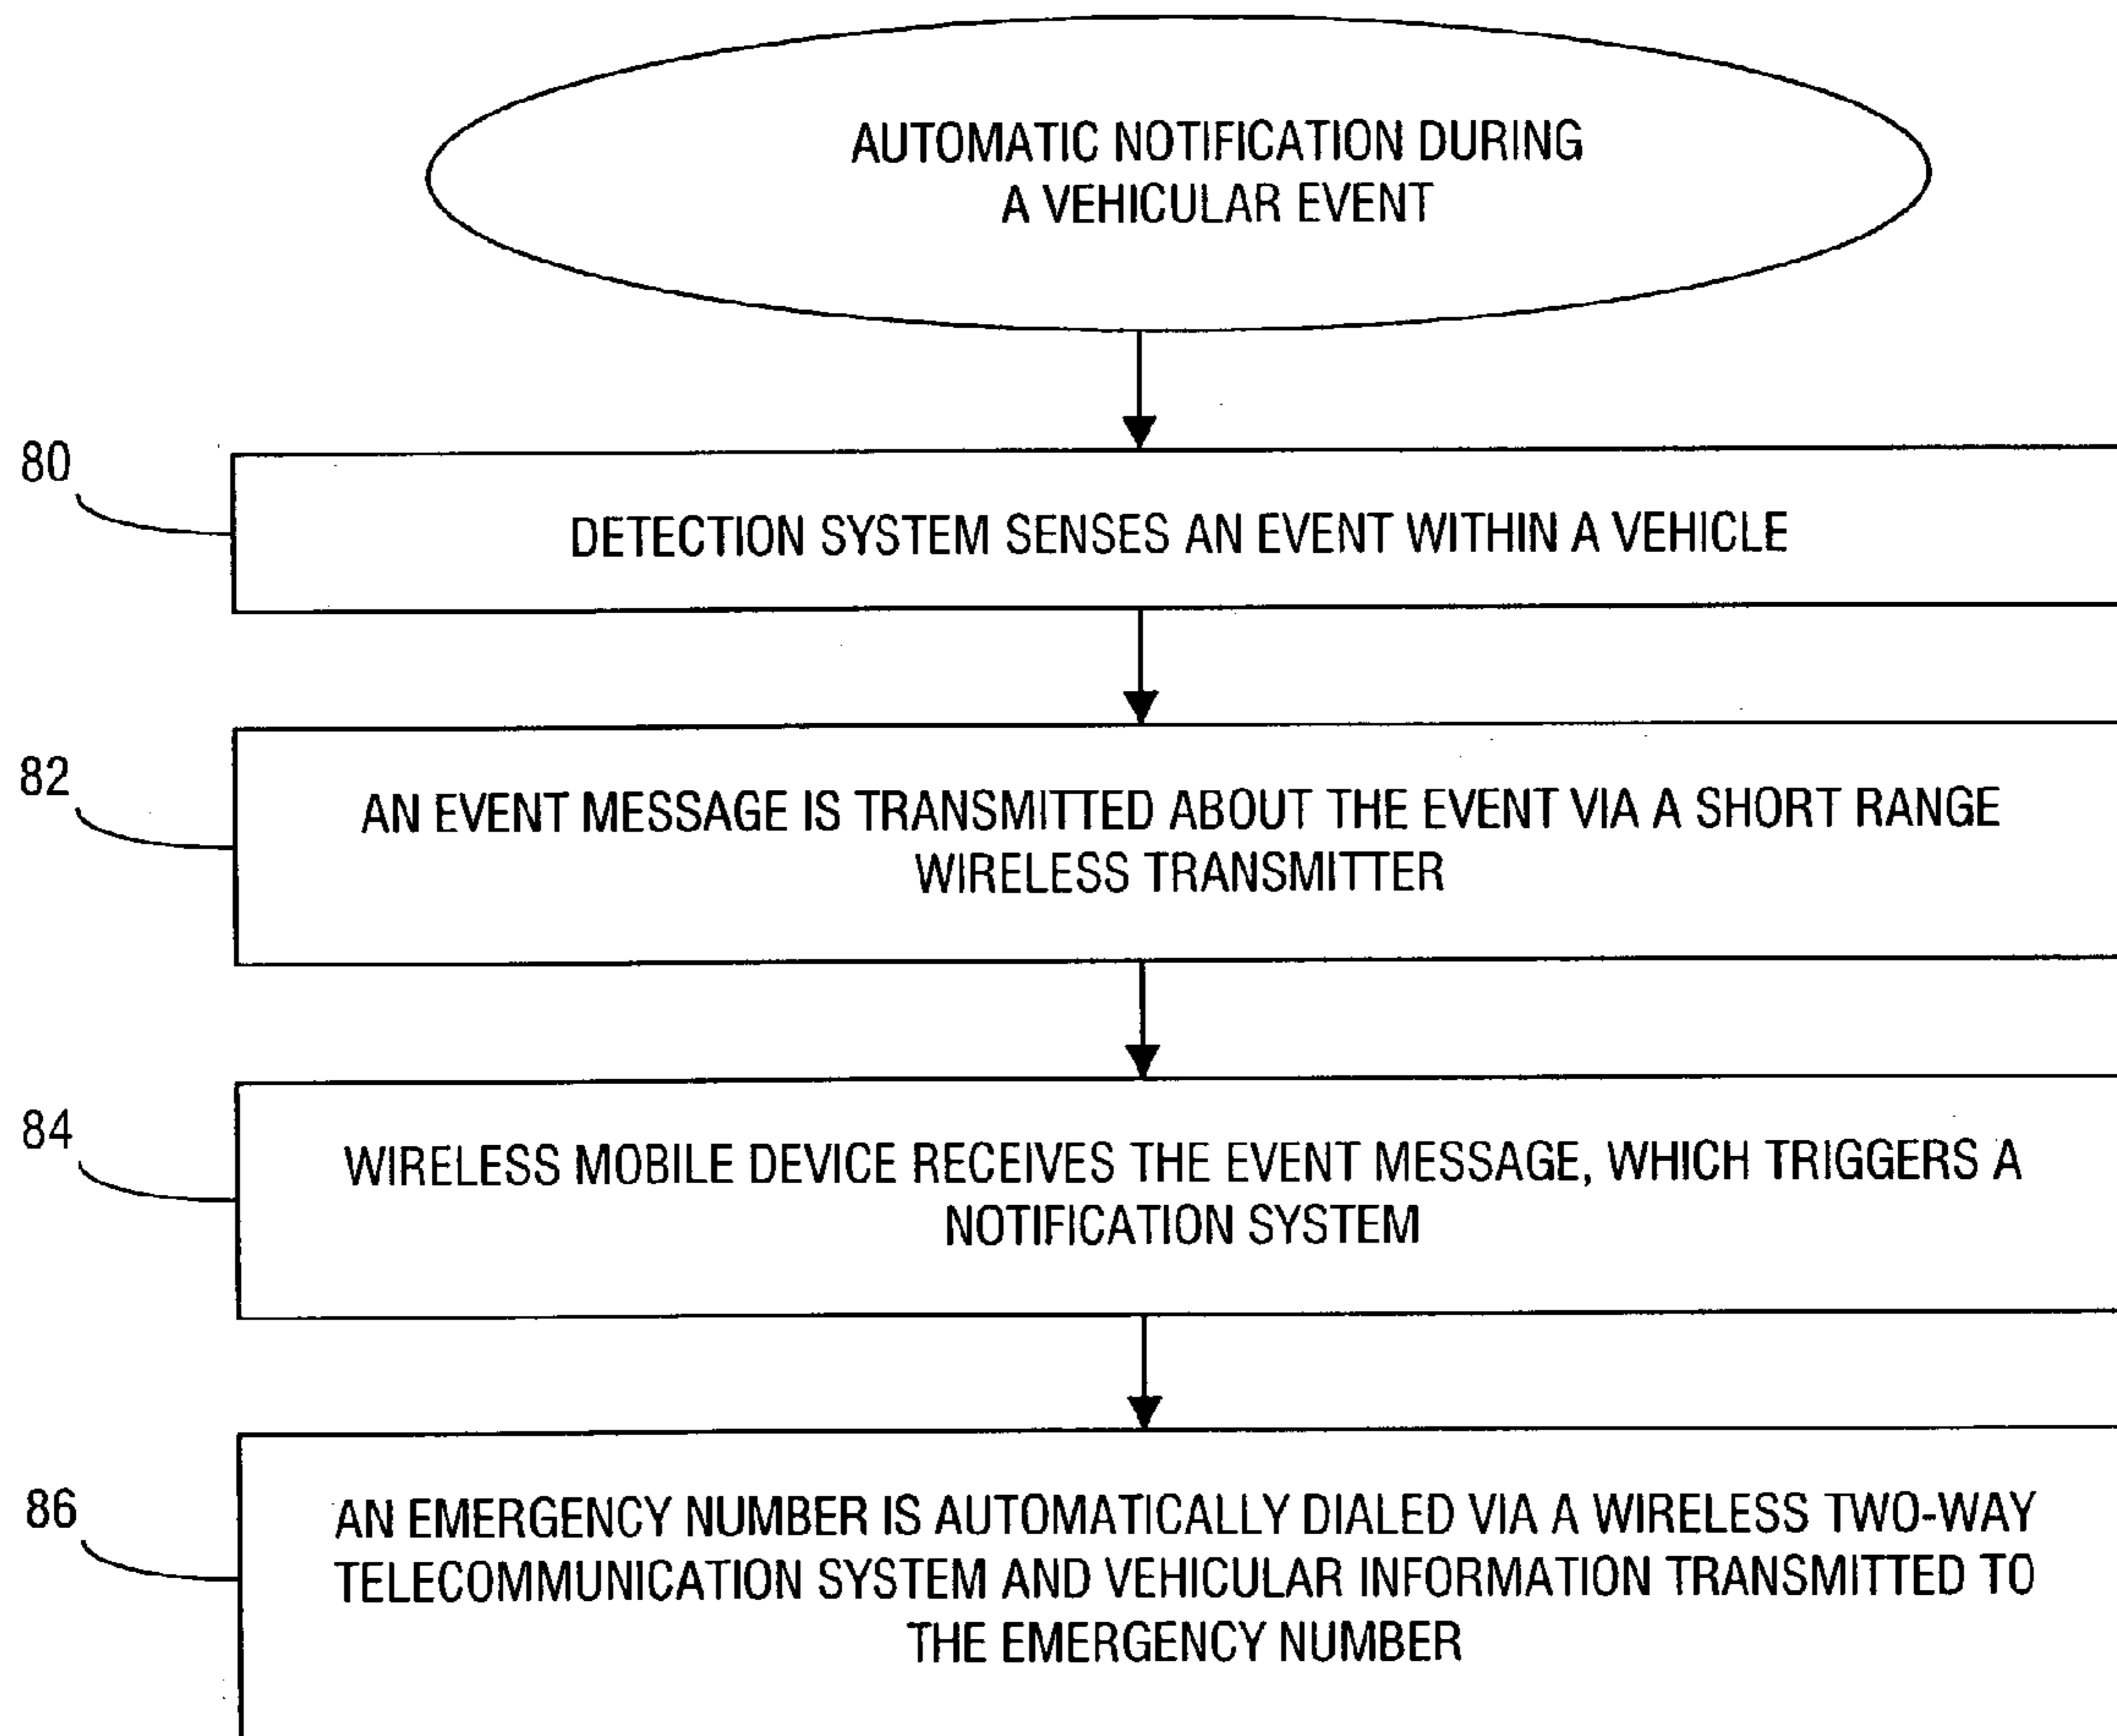 AUTOMATIC NOTIFICATION DURING
A VEHICULAR EVENT
80
DETECTION SYSTEM SENSES AN EVENT WITHIN A VEHICLE
82
AN EVENT MESSAGE IS TRANSMITTED ABOUT THE EVENT VIA A SHORT RANGE
WIRELESS TRANSMITTER
84
WIRELESS MOBILE DEVICE RECEIVES THE EVENT MESSAGE, WHICH TRIGGERS A
NOTIFICATION SYSTEM
86
AN EMERGENCY NUMBER IS AUTOMATICALLY DIALED VIA A WIRELESS TWO-WAY
TELECOMMUNICATION SYSTEM AND VEHICULAR INFORMATION TRANSMITTED TO
THE EMERGENCY NUMBER